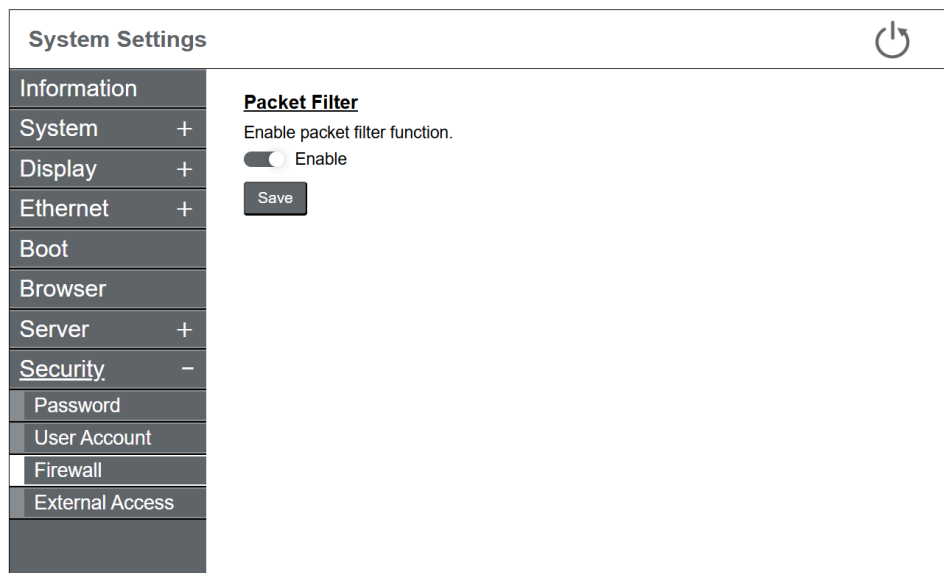 System Settings
Information
System +
Display +
Ethernet +
Boot
Browser
Server +
Security -
Password
User Account
Firewall
External Access
Packet Filter
Enable packet filter function.
Enable
Save